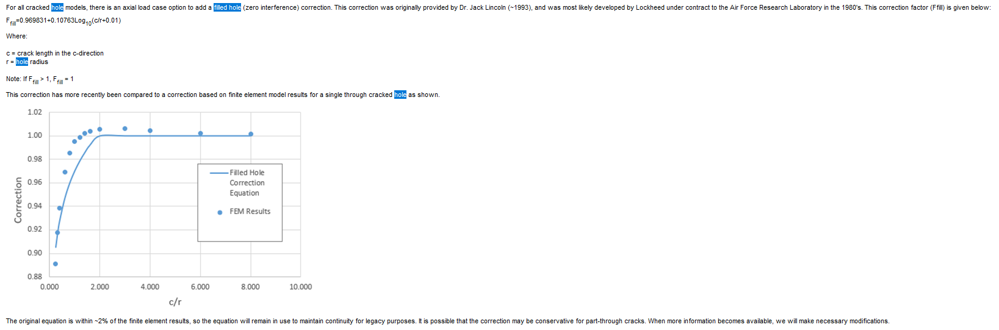 For all cracked hole models, there is an axial load case option to add a filled hole (zero interference) correction. This correction was originally provided by Dr. Jack Lincoln (~1993), and was most likely developed by Lockheed under contract to the Air Force Research Laboratory in the 1980's. This correction factor (Ffill) is given below:
Ffill=0.969831+0.10763Log10(c/r+0.01)
Where:
c = crack length in the c-direction
r = hole radius
Note: If Ffill > 1, Ffill = 1
This correction has more recently been compared to a correction based on finite element model results for a single through cracked hole as shown.
1.02
1.00
0.98
0.96
0.94
0.92
0.90
0.88
Correction
Filled Hole
Correction
Equation
FEM Results
0.000 2.000 4.000 6.000 8.000 10.000
c/r
The original equation is within ~2% of the finite element results, so the equation will remain in use to maintain continuity for legacy purposes. It is possible that the correction may be conservative for part-through cracks. When more information becomes available, we will make necessary modifications.